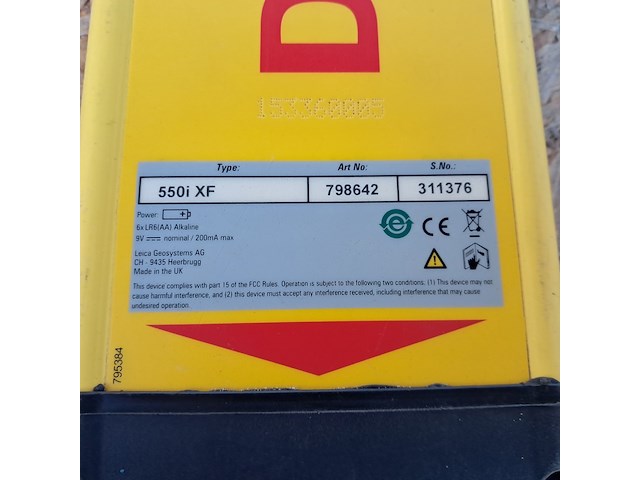 D
153360005
Type: Art No: S.No.:
550i XF 798642 311376
Power:
6x LR6(AA) Alkaline
9V nominal / 200mA max
CE
Leica Geosystems AG
CH - 9435 Heerbrugg
Made in the UK
This device complies with part 15 of the FCC Rules. Operation is subject to the following two conditions. (1) This device may not
cause harmful interference, and (2) this device must accept any interference received, including interference that may cause
undesired operation.
795384